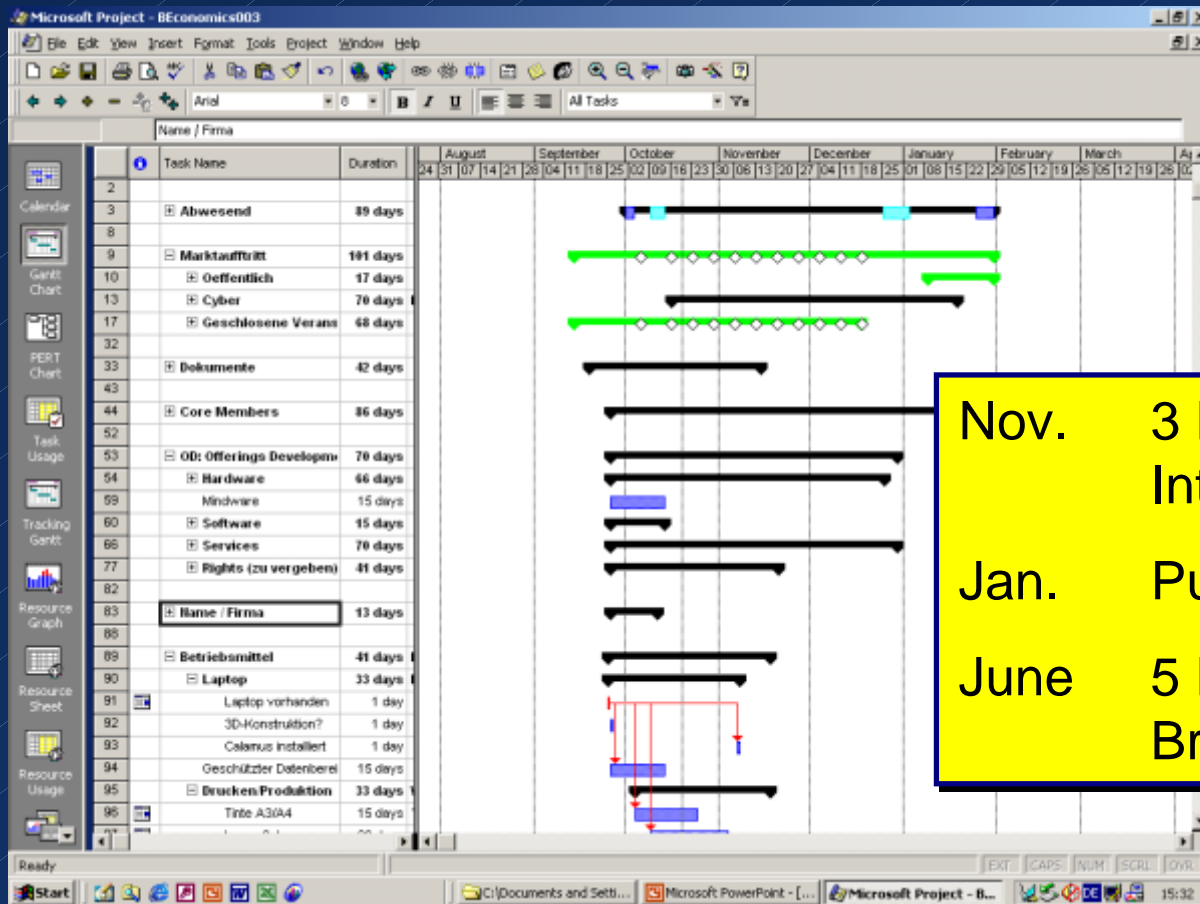 Microsoft Project - BEconomics003
File Edit View Insert Format Tools Project Window Help
Arial 8 B I U All Tasks
Name / Firma
Task Name Duration
August September October November December January February March
24 31 07 14 21 28 04 11 18 25 02 09 16 23 30 06 13 20 27 04 11 18 25 01 08 15 22 29 05 12 19 26 05 12 19 26 02
2
3 Abwesend 89 days
8
9 Marktaufftritt 101 days
10 Oeffentlich 17 days
13 Cyber 70 days
17 Geschlosene Verans 68 days
32
33 Dokumente 42 days
43
44 Core Members 86 days
52
53 OD: Offerings Developm 70 days
54 Hardware 66 days
59 Mindware 15 days
60 Software 15 days
66 Services 70 days
77 Rights (zu vergeben) 41 days
82
83 Name / Firma 13 days
88
89 Betriebsmittel 41 days
90 Laptop 33 days
91 Laptop vorhanden 1 day
92 3D-Konstruktion? 1 day
93 Calamus installiert 1 day
94 Geschützter Datenberei 15 days
95 Drucken/Produktion 33 days
96 Tinte A3/A4 15 days
Calendar
Gantt
Chart
PERT
Chart
Task
Usage
Tracking
Gantt
Resource
Graph
Resource
Sheet
Resource
Usage
Nov. 3
Int
Jan. Pu
June 5
Br
Ready
EXT CAPS NUM SCRL OVR
Start C:\Documents and Setti... Microsoft PowerPoint - [... Microsoft Project - B... DE 15:32